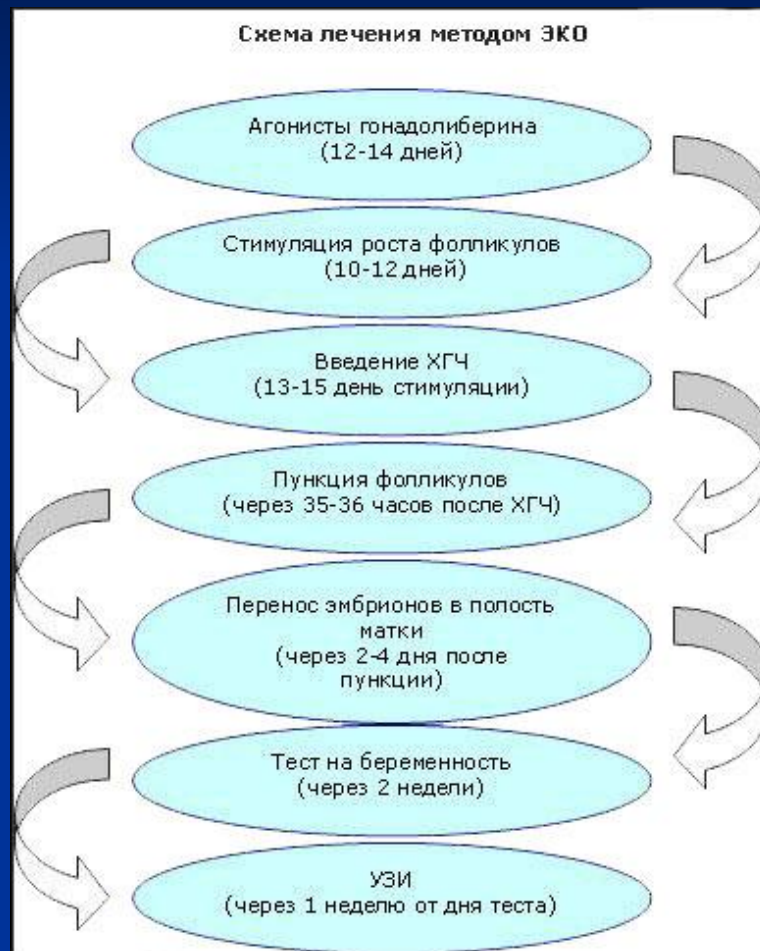 Схема лечения методом ЭКО
Агонисты гонадолиберина
(12-14 дней)
Стимуляция роста фолликулов
(10-12 дней)
Введение ХГЧ
(13-15 день стимуляции)
Пункция фолликулов
(через 35-36 часов после ХГЧ)
Перенос эмбрионов в полость
матки
(через 2-4 дня после
пункции)
Тест на беременность
(через 2 недели)
УЗИ
(через 1 неделю от дня теста)